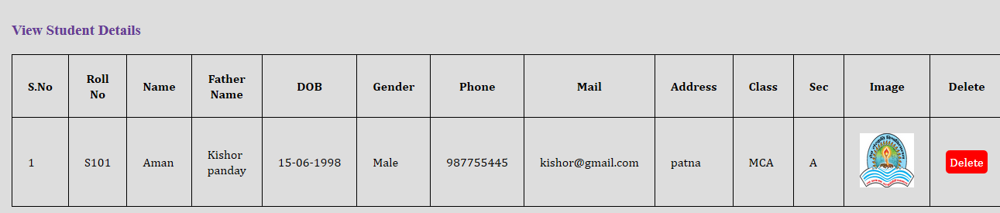 View Student Details
S.No Roll No Name Father Name DOB Gender Phone Mail Address Class Sec Image Delete
1 S101 Aman Kishor panday 15-06-1998 Male 987755445 kishor@gmail.com patna MCA A Delete